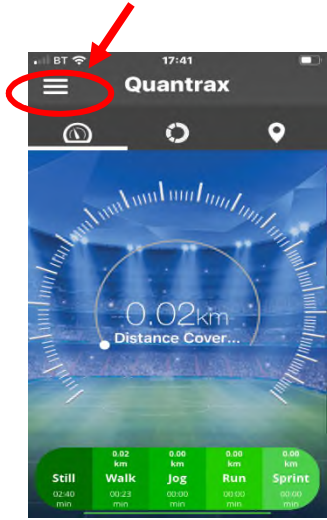 BT 17:41
Quantrax
0.02km
Distance Cover...
0.02 0.00 0.00 0.00
km km km km
Still Walk Jog Run Sprint
02:40 00:23 00:00 00:00 00:00
min min min min min